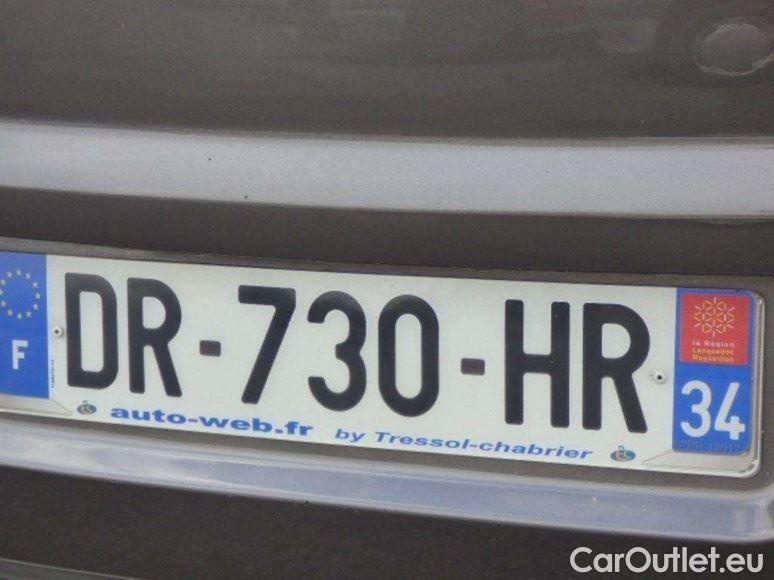 F DR-730-HR
la Région
Languedoc
Roussillon
34
auto-web.fr by Tressol-chabrier
CarOutlet.eu